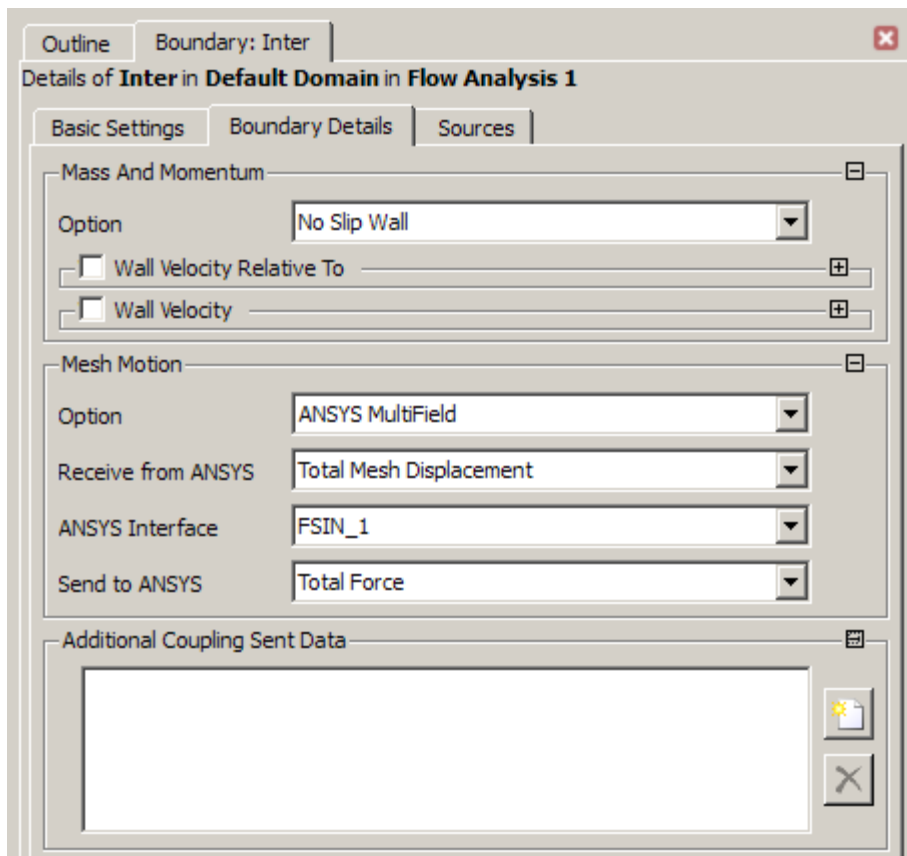 Outline Boundary: Inter
Details of Inter in Default Domain in Flow Analysis 1
Basic Settings Boundary Details Sources
Mass And Momentum
Option No Slip Wall
Wall Velocity Relative To
Wall Velocity
Mesh Motion
Option ANSYS MultiField
Receive from ANSYS Total Mesh Displacement
ANSYS Interface FSIN_1
Send to ANSYS Total Force
Additional Coupling Sent Data